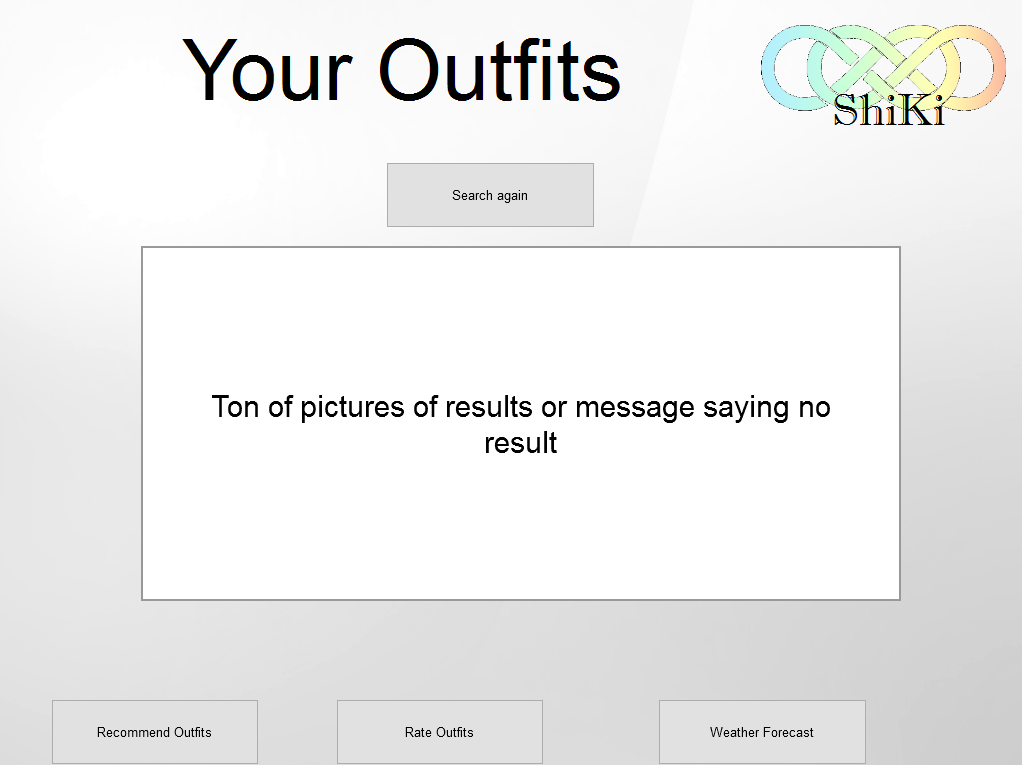 Your Outfits
ShiKi
Search again
Ton of pictures of results or message saying no
result
Recommend Outfits
Rate Outfits
Weather Forecast